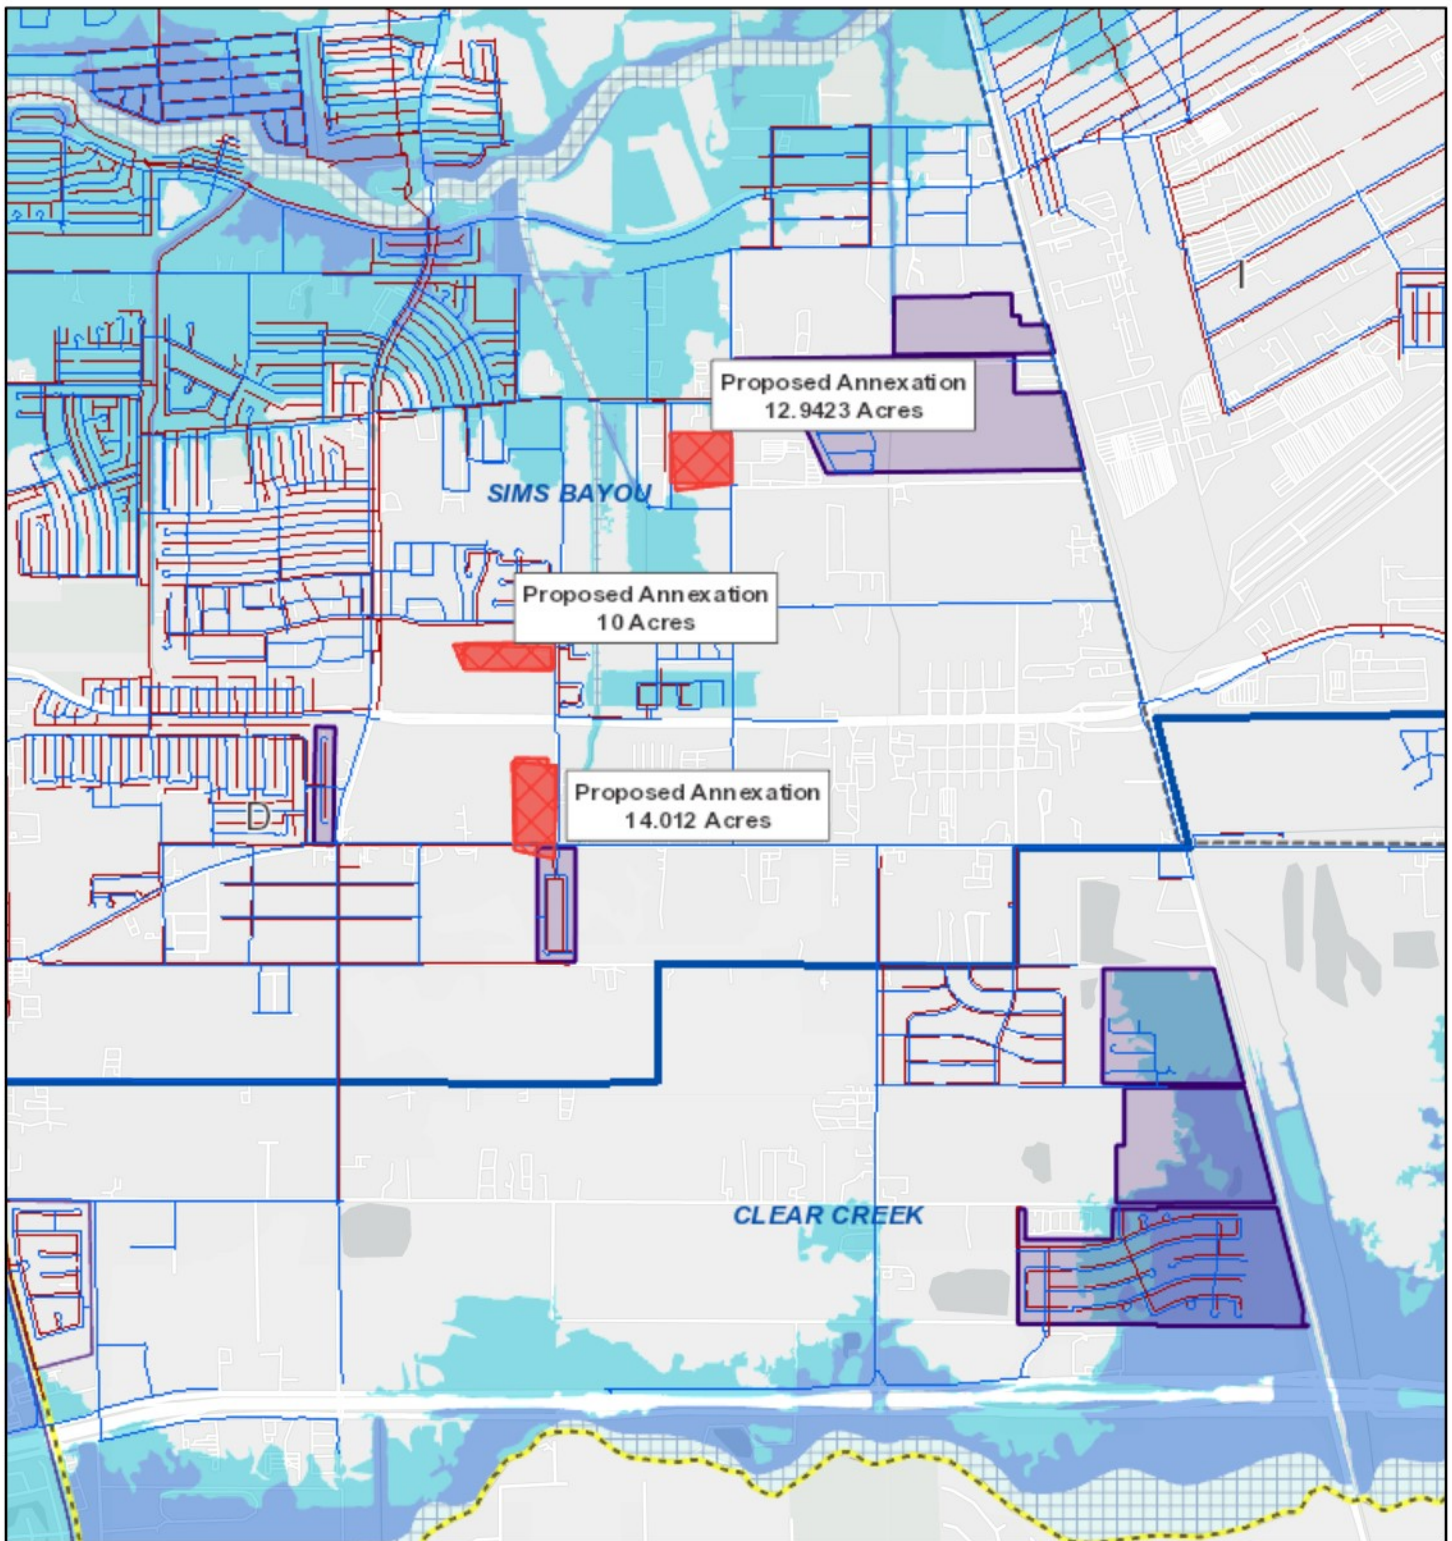 I
Proposed Annexation
12.9423 Acres
SIMS BAYOU
Proposed Annexation
10 Acres
Proposed Annexation
14.012 Acres
D
CLEAR CREEK